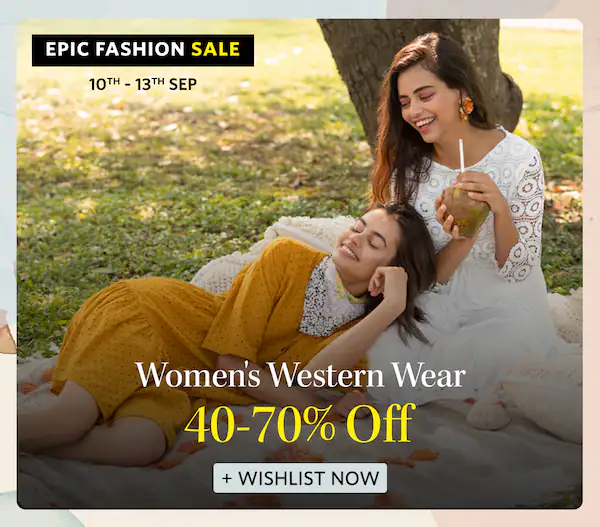 EPIC FASHION SALE
10TH - 13TH SEP
Women's Western Wear
40-70% Off
+ WISHLIST NOW